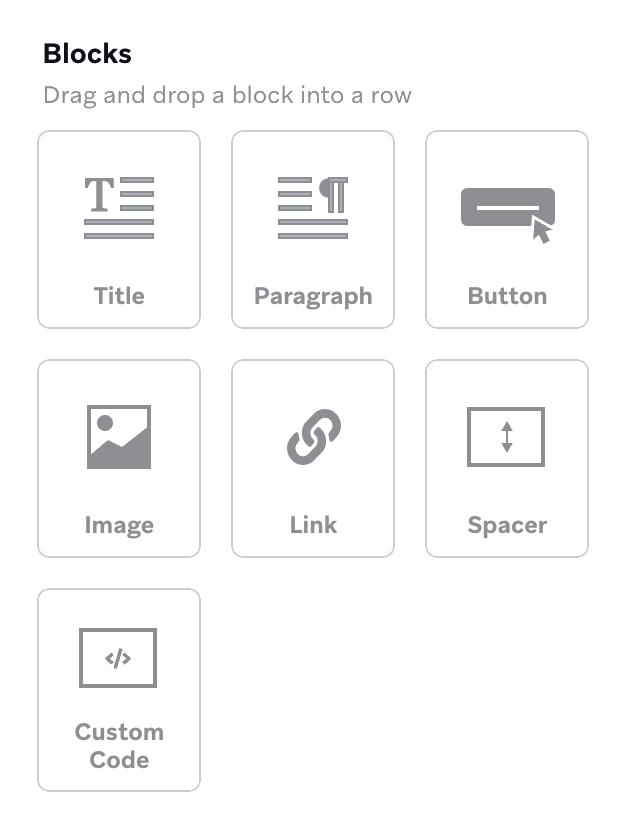 Blocks
Drag and drop a block into a row
Title
Paragraph
Button
Image
Link
Spacer
Custom
Code